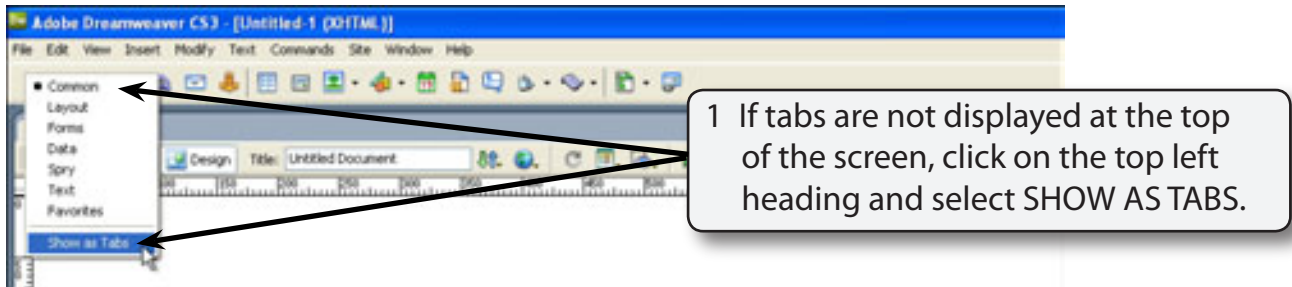 Adobe Dreamweaver CS3 - [Untitled-1 (XHTML)]
File Edit View Insert Modify Text Commands Site Window Help
Common
Layout
Forms
Data
Spry
Text
Favorites
Show as Tabs
Design Title: Untitled Document
1 If tabs are not displayed at the top
of the screen, click on the top left
heading and select SHOW AS TABS.